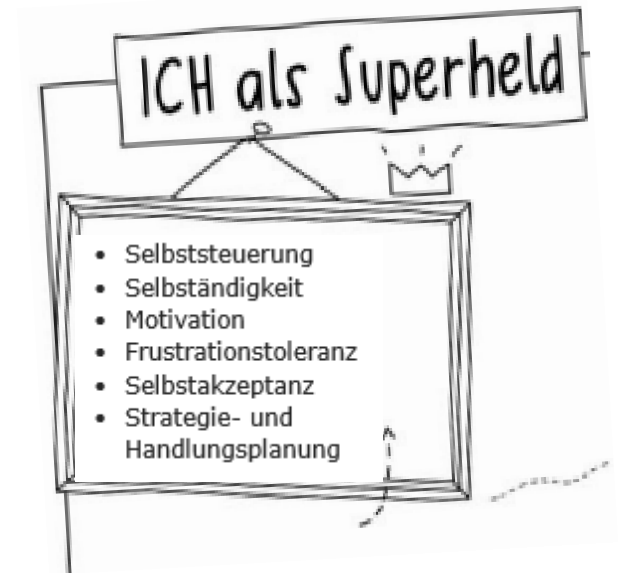 ICH als Superheld
• Selbststeuerung
• Selbständigkeit
• Motivation
• Frustrationstoleranz
• Selbstakzeptanz
• Strategie- und
Handlungsplanung